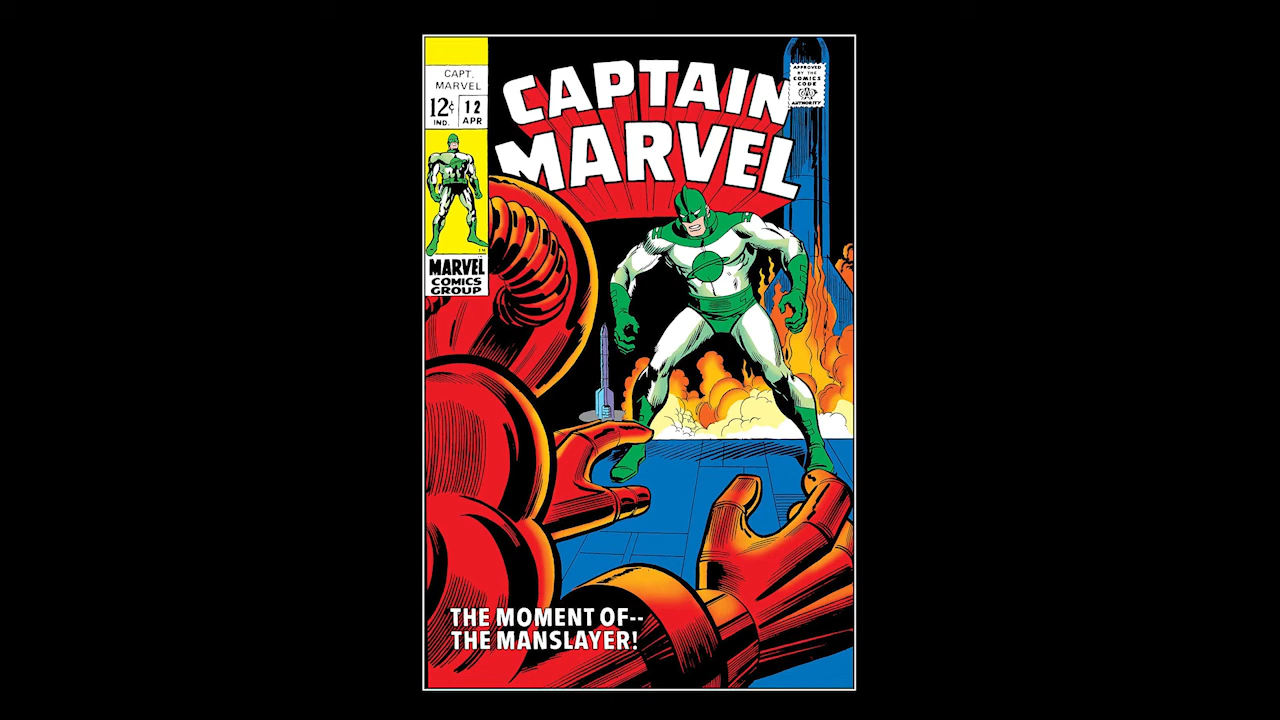 CAPT.
MARVEL
12¢ 12
IND. APR
MARVEL
COMICS
GROUP
CAPTAIN
MARVEL
APPROVED
BY THE
COMICS
CODE
AUTHORITY
THE MOMENT OF--
THE MANSLAYER!